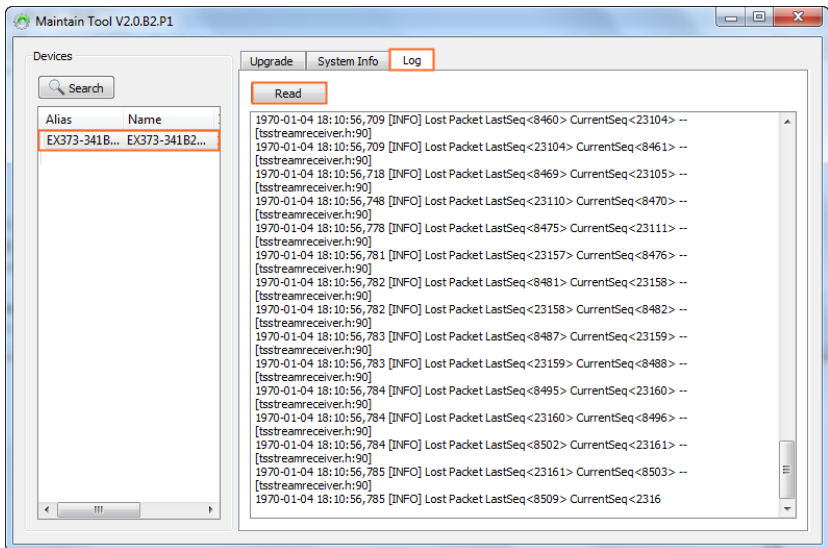 Maintain Tool V2.0.B2.P1
Devices
Search
Alias Name
EX373-341B... EX373-341B2...
Upgrade System Info Log
Read
1970-01-04 18:10:56,709 [INFO] Lost Packet LastSeq<8460> CurrentSeq<23104> --
[tsstreamreceiver.h:90]
1970-01-04 18:10:56,709 [INFO] Lost Packet LastSeq<23104> CurrentSeq<8461> --
[tsstreamreceiver.h:90]
1970-01-04 18:10:56,718 [INFO] Lost Packet LastSeq<8469> CurrentSeq<23105> --
[tsstreamreceiver.h:90]
1970-01-04 18:10:56,748 [INFO] Lost Packet LastSeq<23110> CurrentSeq<8470> --
[tsstreamreceiver.h:90]
1970-01-04 18:10:56,778 [INFO] Lost Packet LastSeq<8475> CurrentSeq<23111> --
[tsstreamreceiver.h:90]
1970-01-04 18:10:56,781 [INFO] Lost Packet LastSeq<23157> CurrentSeq<8476> --
[tsstreamreceiver.h:90]
1970-01-04 18:10:56,782 [INFO] Lost Packet LastSeq<8481> CurrentSeq<23158> --
[tsstreamreceiver.h:90]
1970-01-04 18:10:56,782 [INFO] Lost Packet LastSeq<23158> CurrentSeq<8482> --
[tsstreamreceiver.h:90]
1970-01-04 18:10:56,783 [INFO] Lost Packet LastSeq<8487> CurrentSeq<23159> --
[tsstreamreceiver.h:90]
1970-01-04 18:10:56,783 [INFO] Lost Packet LastSeq<23159> CurrentSeq<8488> --
[tsstreamreceiver.h:90]
1970-01-04 18:10:56,784 [INFO] Lost Packet LastSeq<8495> CurrentSeq<23160> --
[tsstreamreceiver.h:90]
1970-01-04 18:10:56,784 [INFO] Lost Packet LastSeq<23160> CurrentSeq<8496> --
[tsstreamreceiver.h:90]
1970-01-04 18:10:56,784 [INFO] Lost Packet LastSeq<8502> CurrentSeq<23161> --
[tsstreamreceiver.h:90]
1970-01-04 18:10:56,785 [INFO] Lost Packet LastSeq<23161> CurrentSeq<8503> --
[tsstreamreceiver.h:90]
1970-01-04 18:10:56,785 [INFO] Lost Packet LastSeq<8509> CurrentSeq<2316